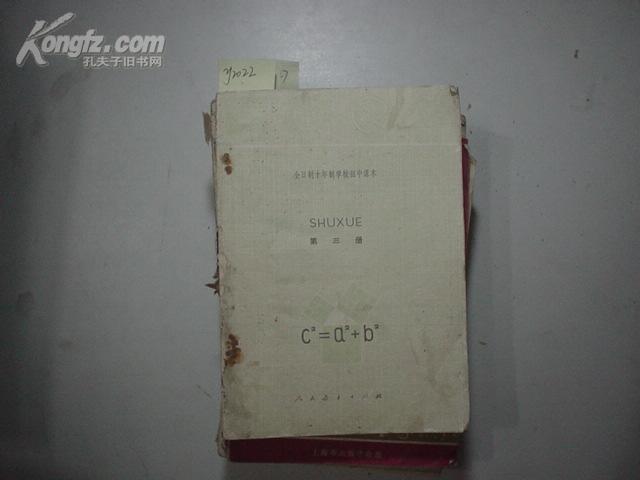 Kongfz.com
孔夫子旧书网
y2022
全日制十年制学校初中课本
SHUXUE
第三册
c²=a²+b²
人民教育出版社